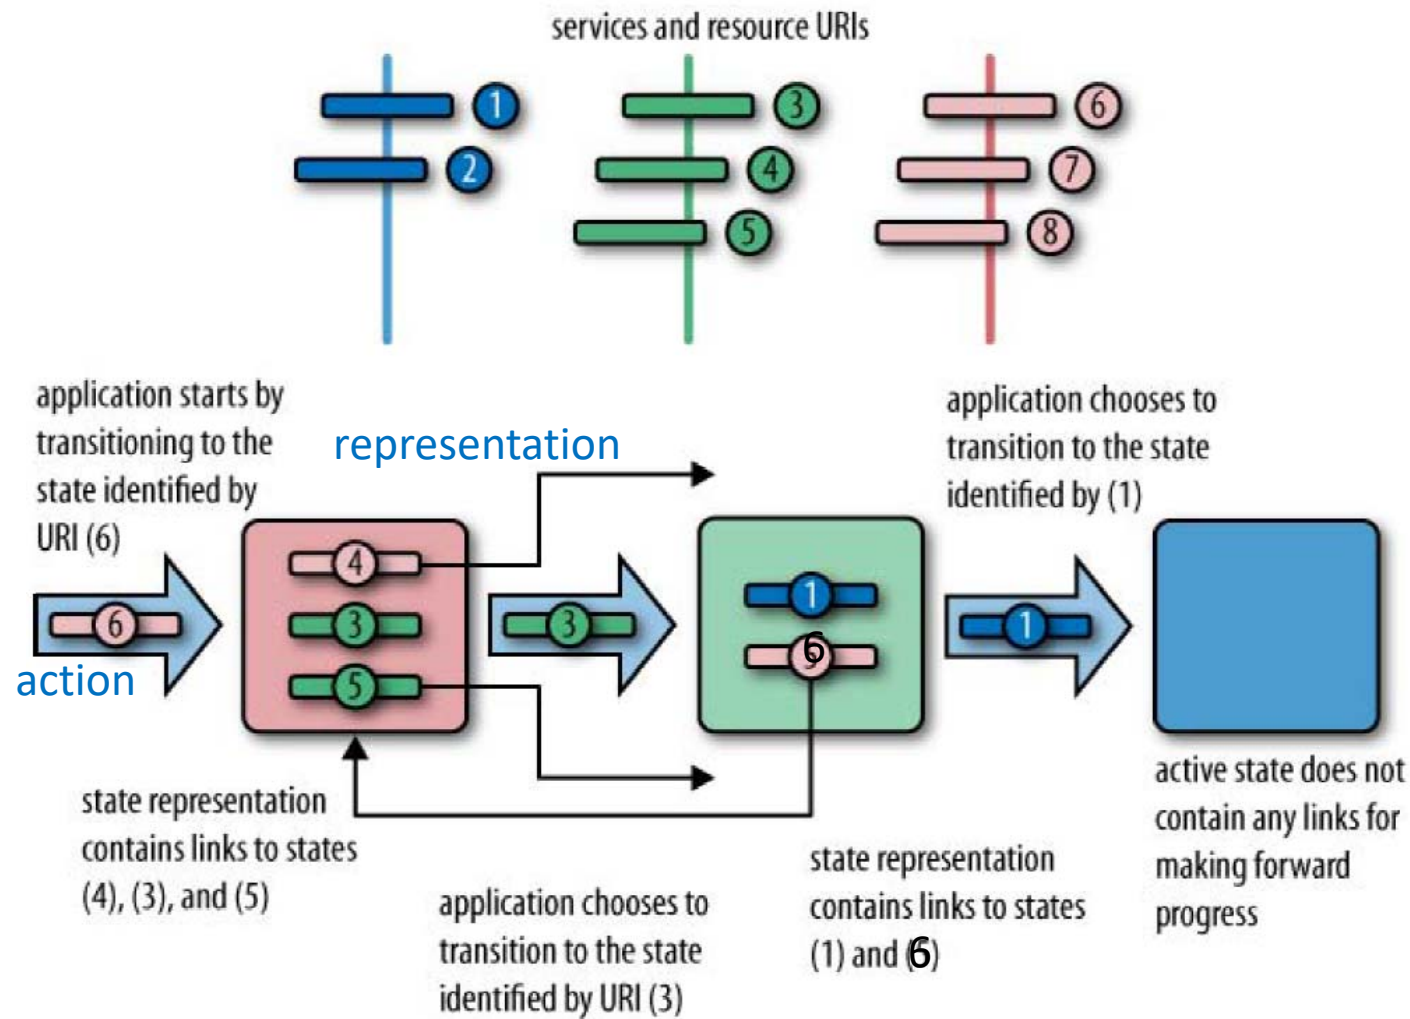 services and resource URIs
1
3
6
2
4
7
5
8
application starts by
transitioning to the
state identified by
URI (6)
representation
application chooses to
transition to the state
identified by (1)
4
6
3
5
3
1
6
1
action
state representation
contains links to states
(4), (3), and (5)
application chooses to
transition to the state
identified by URI (3)
state representation
contains links to states
(1) and (6)
active state does not
contain any links for
making forward
progress